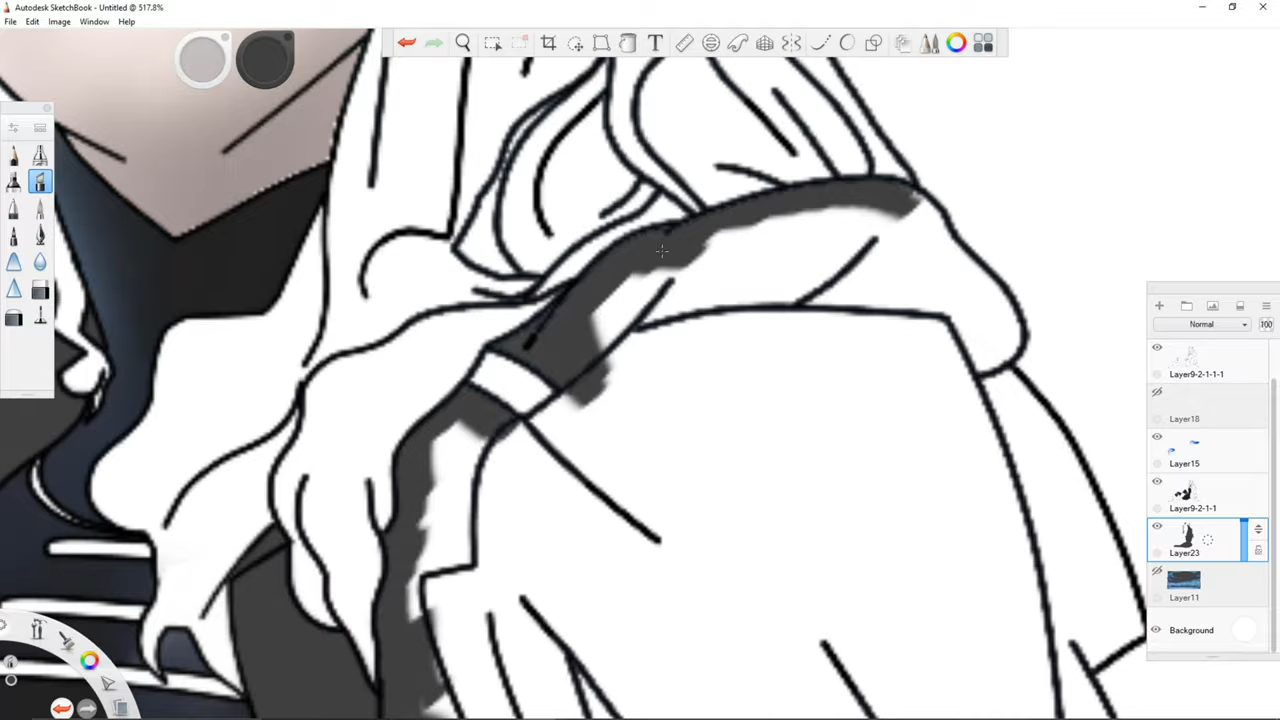 Autodesk SketchBook - Untitled @ 517.8%
File Edit Image Window Help
Normal 100
Layer9-2-1-1-1
Layer18
Layer15
Layer9-2-1-1
Layer23
Layer11
Background